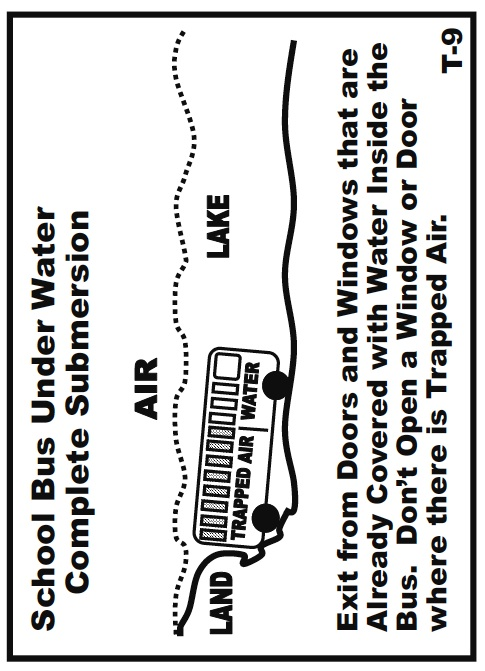 School Bus Under Water
Complete Submersion
AIR
LAKE
LAND
TRAPPED AIR
WATER
Exit from Doors and Windows that are
Already Covered with Water Inside the
Bus. Don't Open a Window or Door
where there is Trapped Air.
T-9